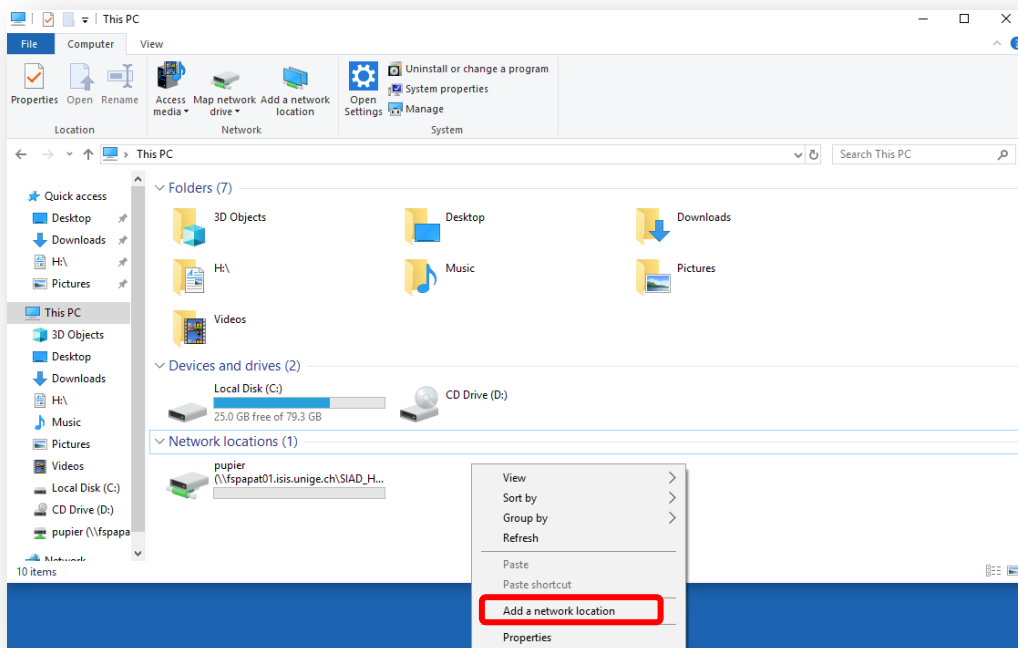 This PC
File Computer View
Properties Open Rename Access media Map network drive Add a network location Open Settings Uninstall or change a program
System properties
Manage
Location Network System
This PC Search This PC
Quick access
Desktop
Downloads
H:\
Pictures
This PC
3D Objects
Desktop
Downloads
H:\
Music
Pictures
Videos
Local Disk (C:)
CD Drive (D:)
pupier (\\fspapa
Network
Folders (7)
3D Objects Desktop Downloads
H:\ Music Pictures
Videos
Devices and drives (2)
Local Disk (C:) CD Drive (D:)
25.0 GB free of 79.3 GB
Network locations (1)
pupier
(\\fspapat01.isis.unige.ch\SIAD_H...
View
Sort by
Group by
Refresh
Paste
Paste shortcut
Add a network location
Properties
10 items